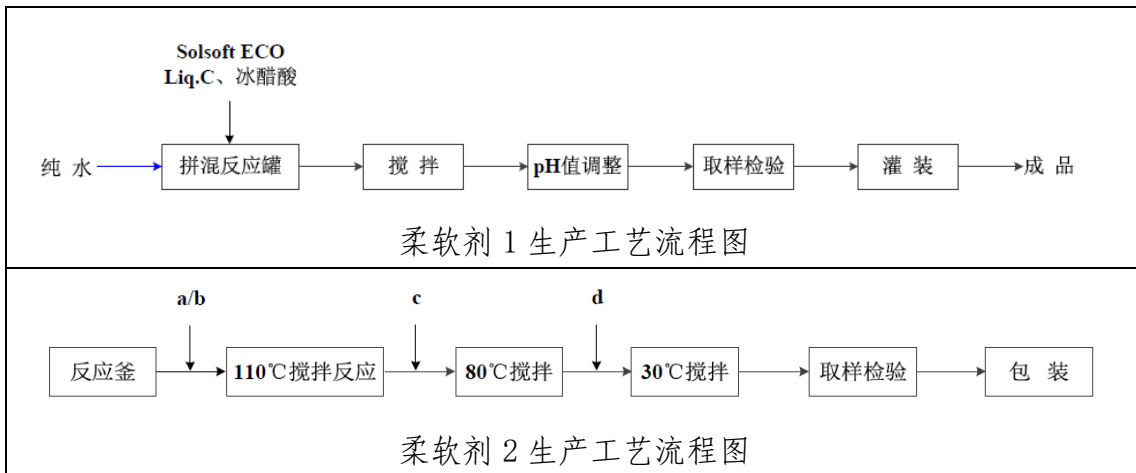 Solsoft ECO
Liq.C、冰醋酸
纯 水
拼混反应罐
搅 拌
pH值调整
取样检验
灌 装
成 品
柔软剂 1 生产工艺流程图
a/b
c
d
反应釜
110℃搅拌反应
80℃搅拌
30℃搅拌
取样检验
包 装
柔软剂 2 生产工艺流程图